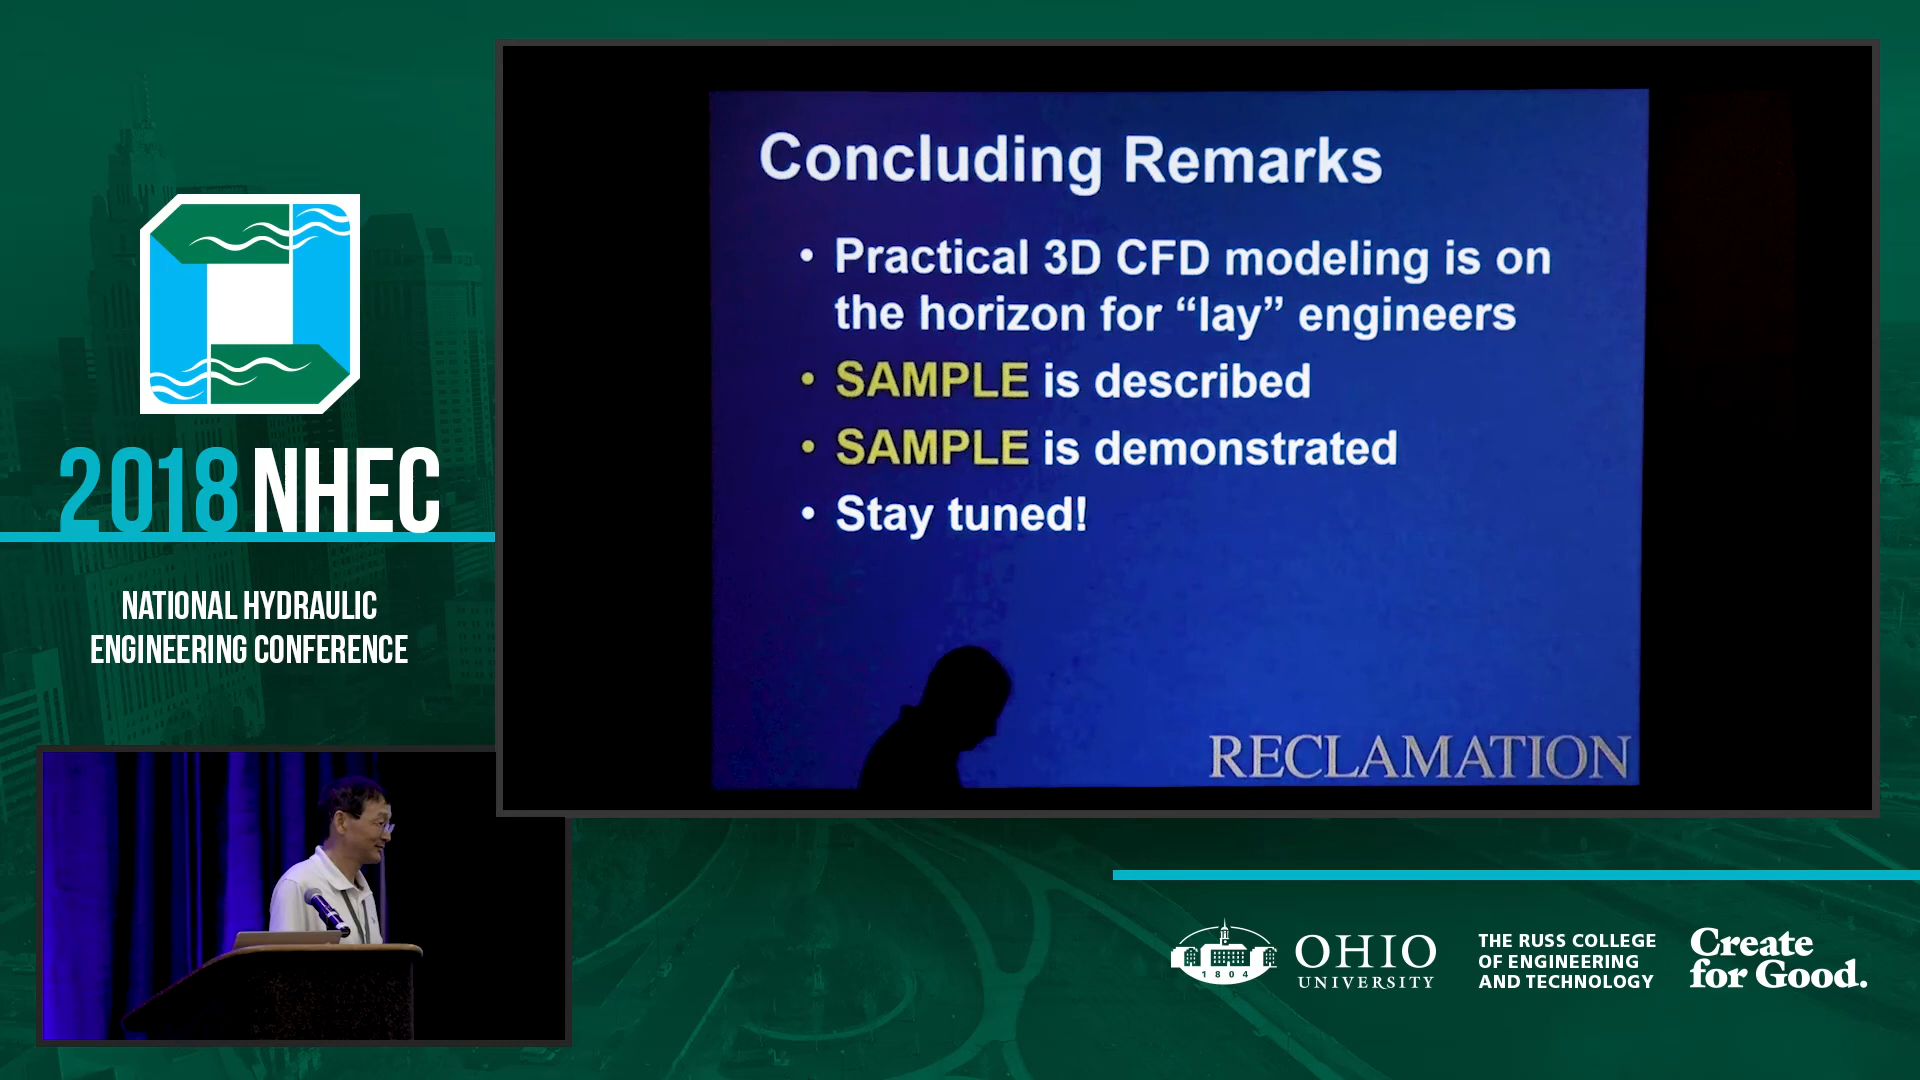 2018 NHEC
NATIONAL HYDRAULIC
ENGINEERING CONFERENCE
Concluding Remarks
• Practical 3D CFD modeling is on
the horizon for “lay” engineers
• SAMPLE is described
• SAMPLE is demonstrated
• Stay tuned!
RECLAMATION
1804
OHIO
UNIVERSITY
THE RUSS COLLEGE
OF ENGINEERING
AND TECHNOLOGY
Create
for Good.